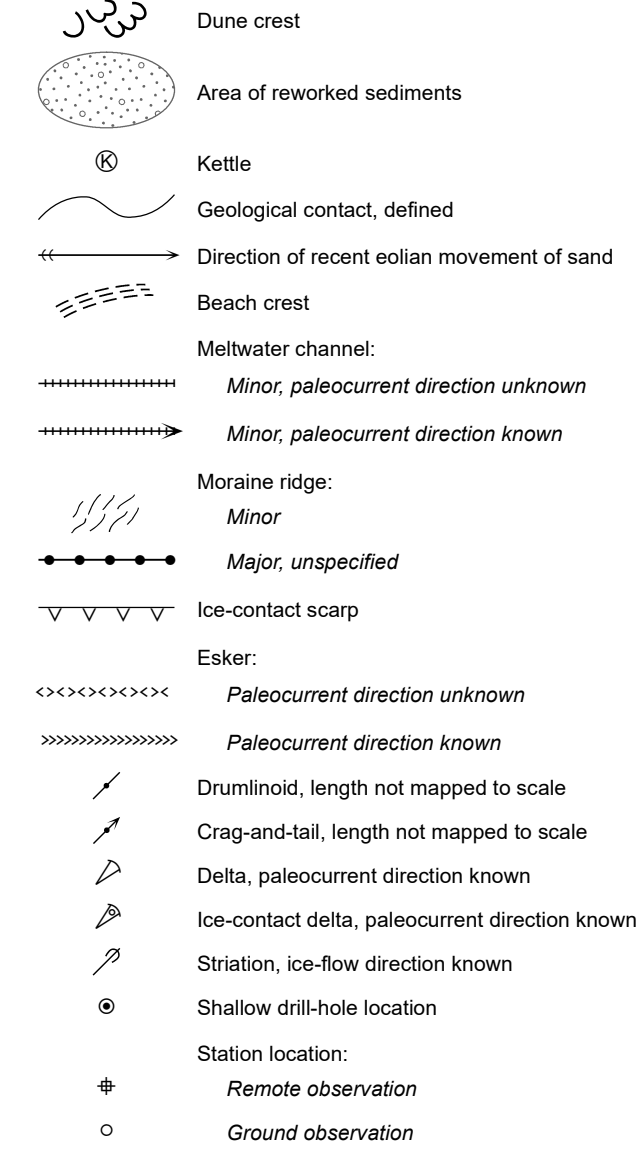 Dune crest
Area of reworked sediments
K
Kettle
Geological contact, defined
Direction of recent eolian movement of sand
Beach crest
Meltwater channel:
Minor, paleocurrent direction unknown
Minor, paleocurrent direction known
Moraine ridge:
Minor
Major, unspecified
Ice-contact scarp
Esker:
Paleocurrent direction unknown
Paleocurrent direction known
Drumlinoid, length not mapped to scale
Crag-and-tail, length not mapped to scale
Delta, paleocurrent direction known
Ice-contact delta, paleocurrent direction known
Striation, ice-flow direction known
Shallow drill-hole location
Station location:
Remote observation
Ground observation